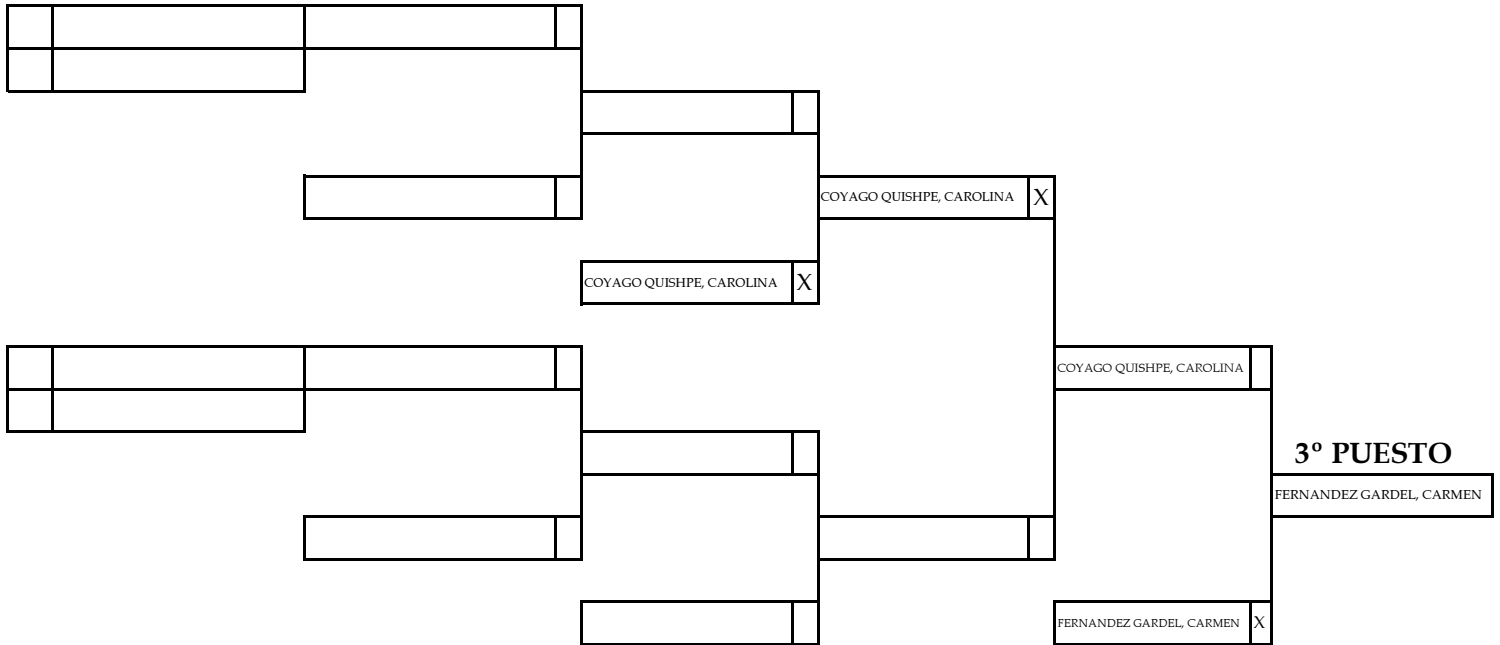 COYAGO QUISHPE, CAROLINA X
COYAGO QUISHPE, CAROLINA X
COYAGO QUISHPE, CAROLINA
3º PUESTO
FERNANDEZ GARDEL, CARMEN
FERNANDEZ GARDEL, CARMEN X